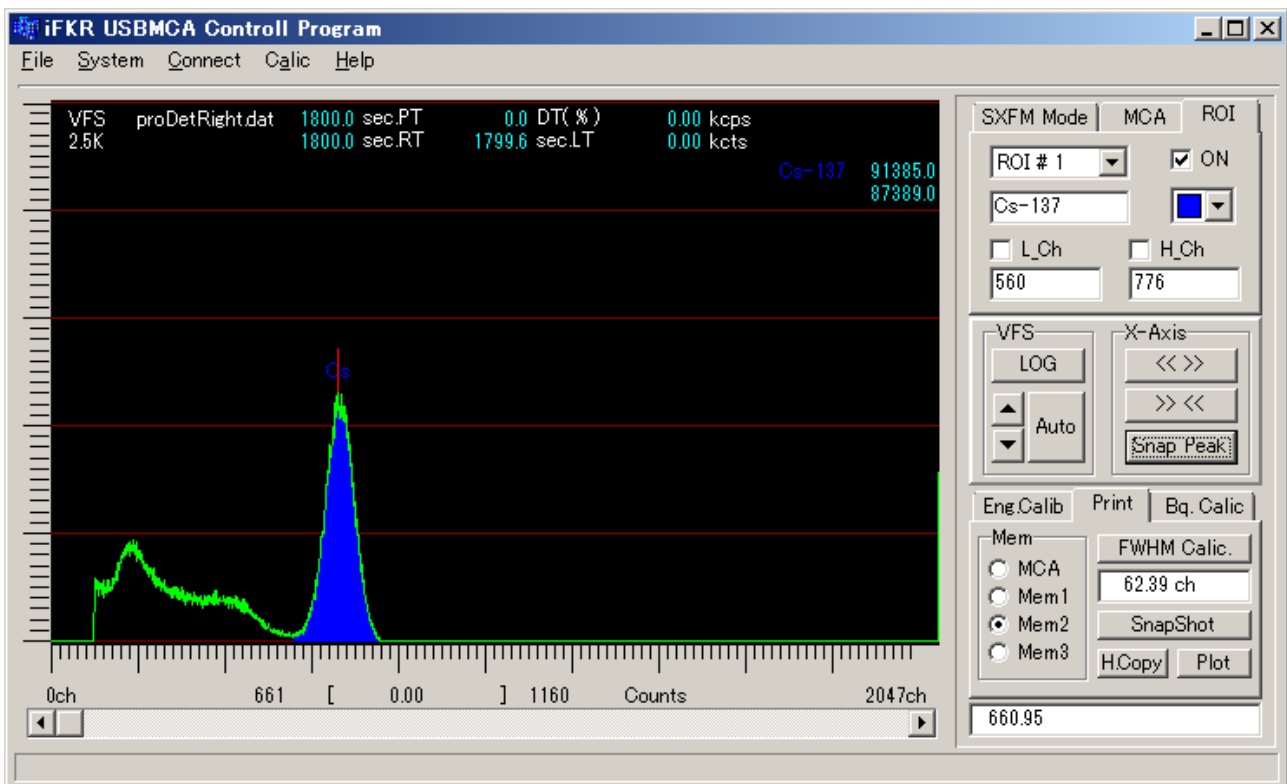 iFKR USBMCA Controll Program
File System Connect Calic Help
VFS proDetRight.dat 1800.0 sec.PT 0.0 DT( % ) 0.00 kcps
2.5K 1800.0 sec.RT 1799.6 sec.LT 0.00 kcts
Cs-137 91385.0
87389.0
Cs
0ch 661 [ 0.00 ] 1160 Counts 2047ch
SXFM Mode MCA ROI
ROI # 1 ON
Cs-137
L_Ch H_Ch
560 776
VFS X-Axis
LOG << >>
>> <<
Auto
Snap Peak
Eng.Calib Print Bq. Calic
Mem FWHM Calic.
MCA
62.39 ch
Mem1
Mem2 SnapShot
Mem3 H.Copy Plot
660.95